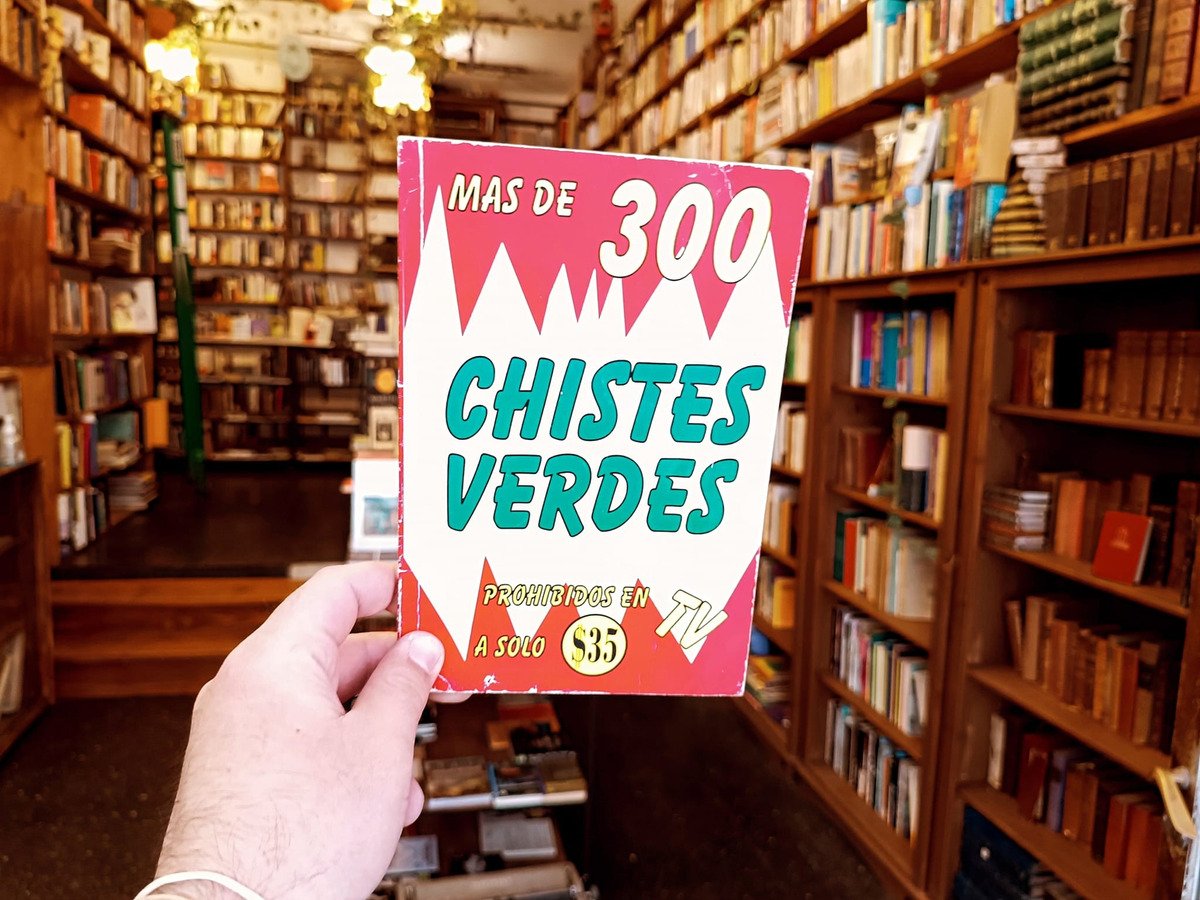 MAS DE 300
CHISTES
VERDES
PROHIBIDOS EN TV
A SOLO $35